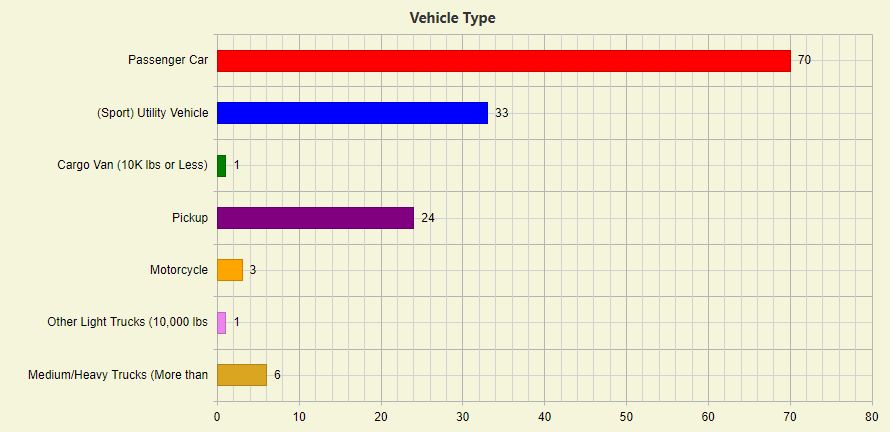 Vehicle Type
Passenger Car 70
(Sport) Utility Vehicle 33
Cargo Van (10K lbs or Less) 1
Pickup 24
Motorcycle 3
Other Light Trucks (10,000 lbs 1
Medium/Heavy Trucks (More than 6
0 10 20 30 40 50 60 70 80